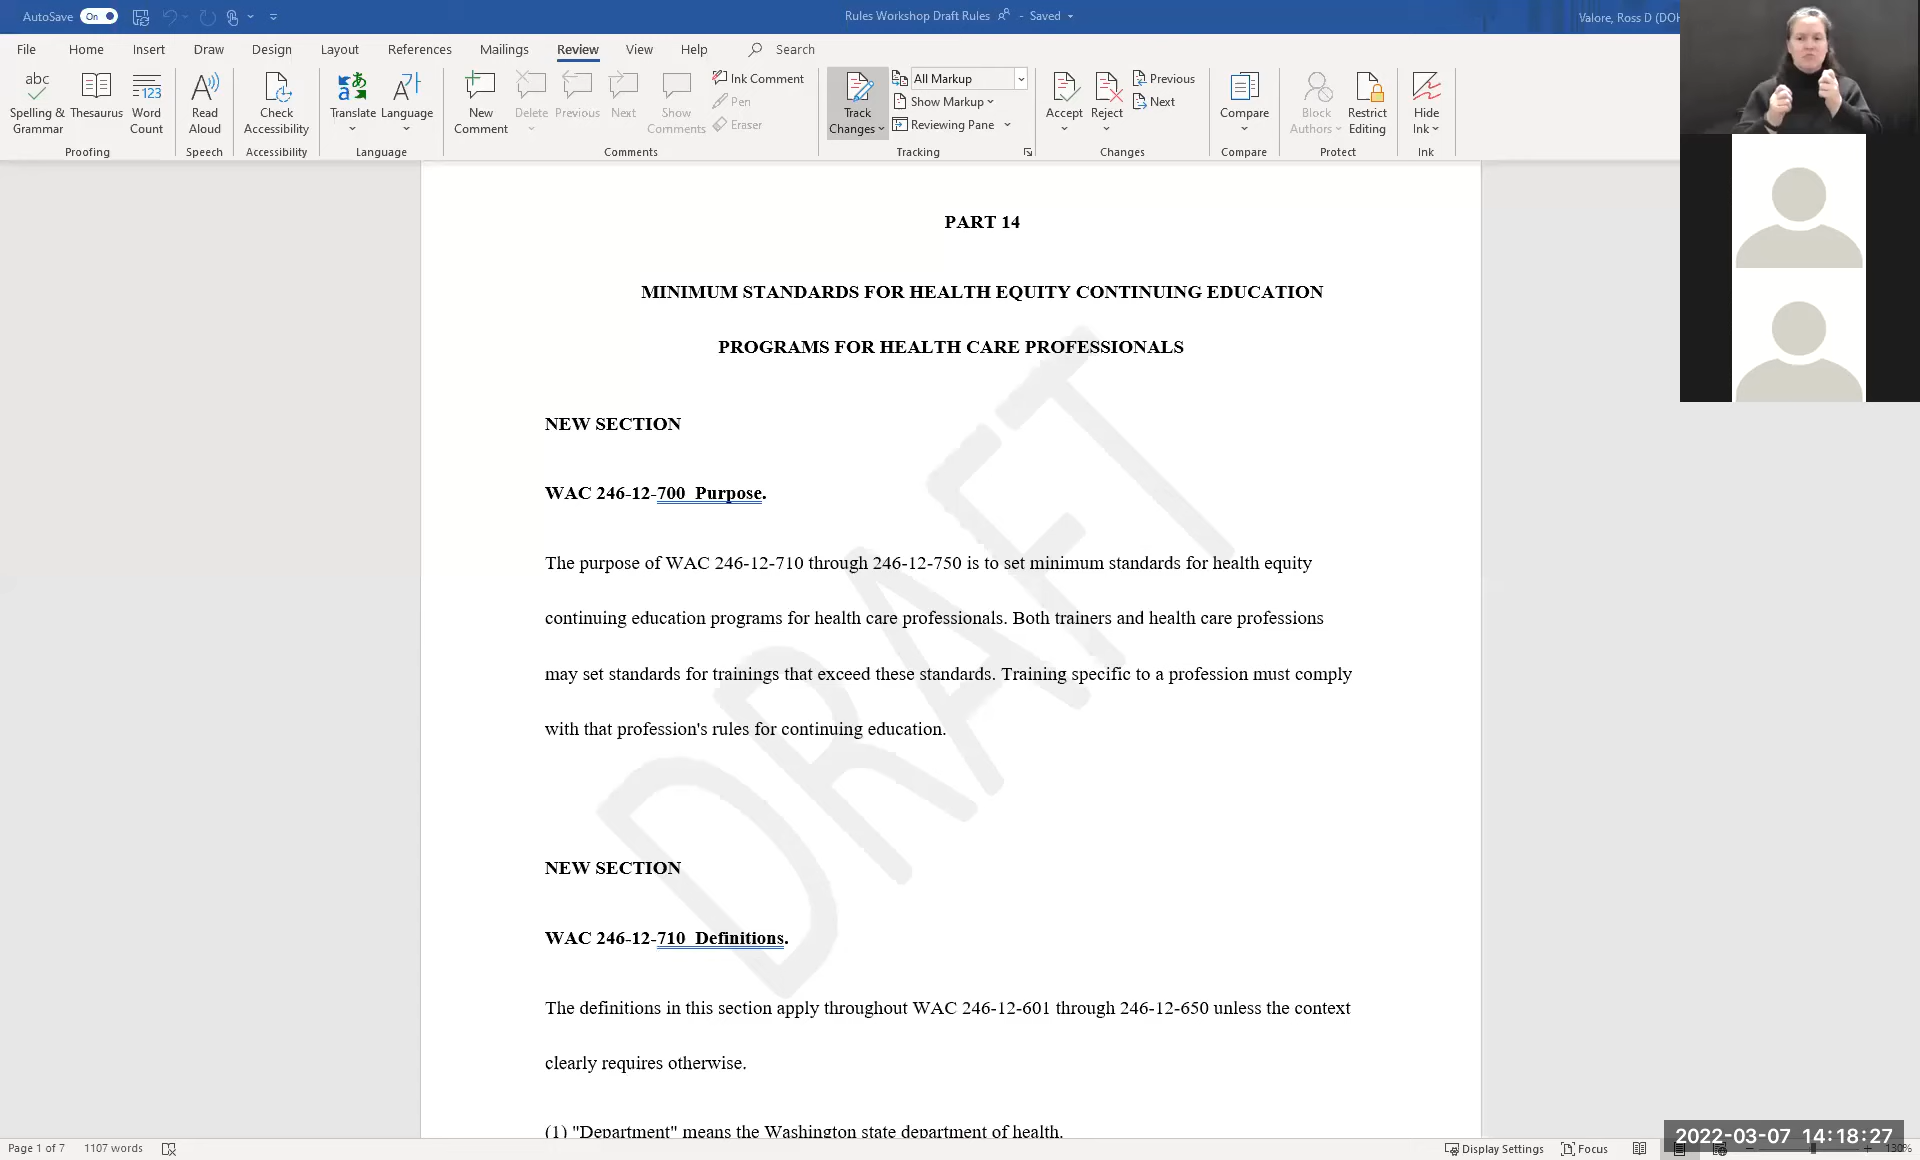 AutoSave On Rules Workshop Draft Rules - Saved Valore, Ross D (DOH
File Home Insert Draw Design Layout References Mailings Review View Help Search
abc 123 A A字
Spelling & Grammar Thesaurus Word Count Read Aloud Check Accessibility Translate Language New Comment Delete Previous Next Show Comments Ink Comment Pen Eraser Track Changes All Markup Show Markup Reviewing Pane Accept Reject Previous Next Compare Block Authors Restrict Editing Hide Ink
Proofing Speech Accessibility Language Comments Tracking Changes Compare Protect Ink
PART 14
MINIMUM STANDARDS FOR HEALTH EQUITY CONTINUING EDUCATION
PROGRAMS FOR HEALTH CARE PROFESSIONALS
NEW SECTION
WAC 246-12-700 Purpose.
The purpose of WAC 246-12-710 through 246-12-750 is to set minimum standards for health equity
continuing education programs for health care professionals. Both trainers and health care professions
may set standards for trainings that exceed these standards. Training specific to a profession must comply
with that profession's rules for continuing education.
DRAFT
NEW SECTION
WAC 246-12-710 Definitions.
The definitions in this section apply throughout WAC 246-12-601 through 246-12-650 unless the context
clearly requires otherwise.
(1) "Department" means the Washington state department of health.
Page 1 of 7 1107 words Display Settings Focus 130%
2022-03-07 14:18:27